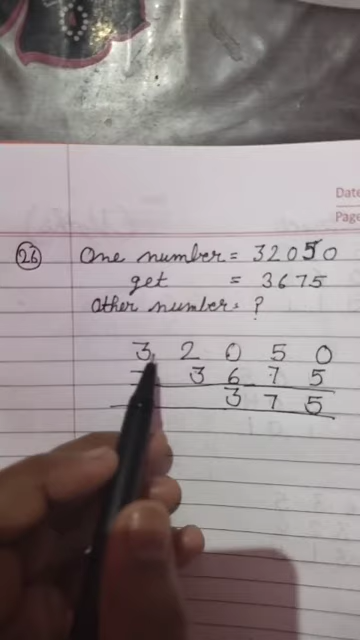 Date
Page
26 One number = 32050
get = 3675
Other number = ?
3 2 0 5 0
- 3 6 7 5
3 7 5